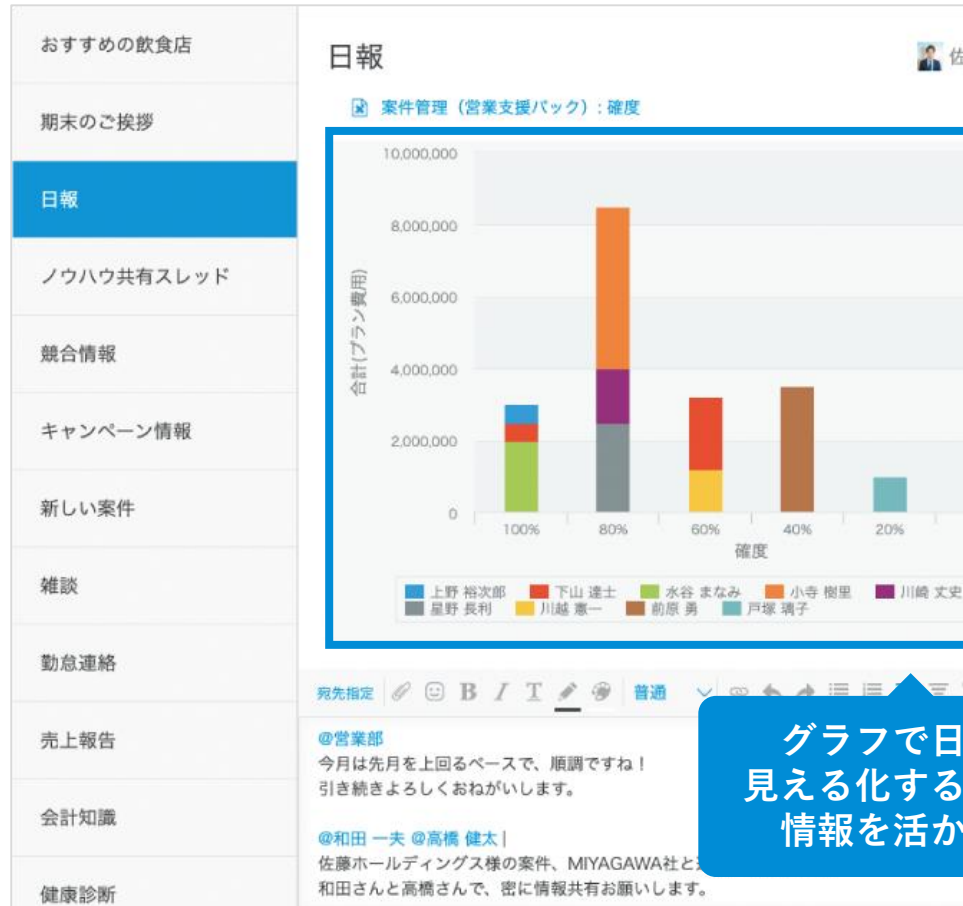 おすすめの飲食店
期末のご挨拶
日報
ノウハウ共有スレッド
競合情報
キャンペーン情報
新しい案件
雑談
勤怠連絡
売上報告
会計知識
健康診断
日報
佐
案件管理（営業支援パック）: 確度
10,000,000
8,000,000
6,000,000
4,000,000
2,000,000
0
合計(プラン費用)
100% 80% 60% 40% 20%
確度
上野 裕次郎 下山 達士 水谷 まなみ 小寺 樹里 川崎 丈史
星野 長利 川越 憲一 前原 勇 戸塚 璃子
宛先指定 B I T 普通
@営業部
今月は先月を上回るペースで、順調ですね！
引き続きよろしくおねがいします。
@和田 一夫 @高橋 健太
佐藤ホールディングス様の案件、MIYAGAWA社と
和田さんと高橋さんで、密に情報共有お願いします。
グラフで日
見える化する
情報を活か